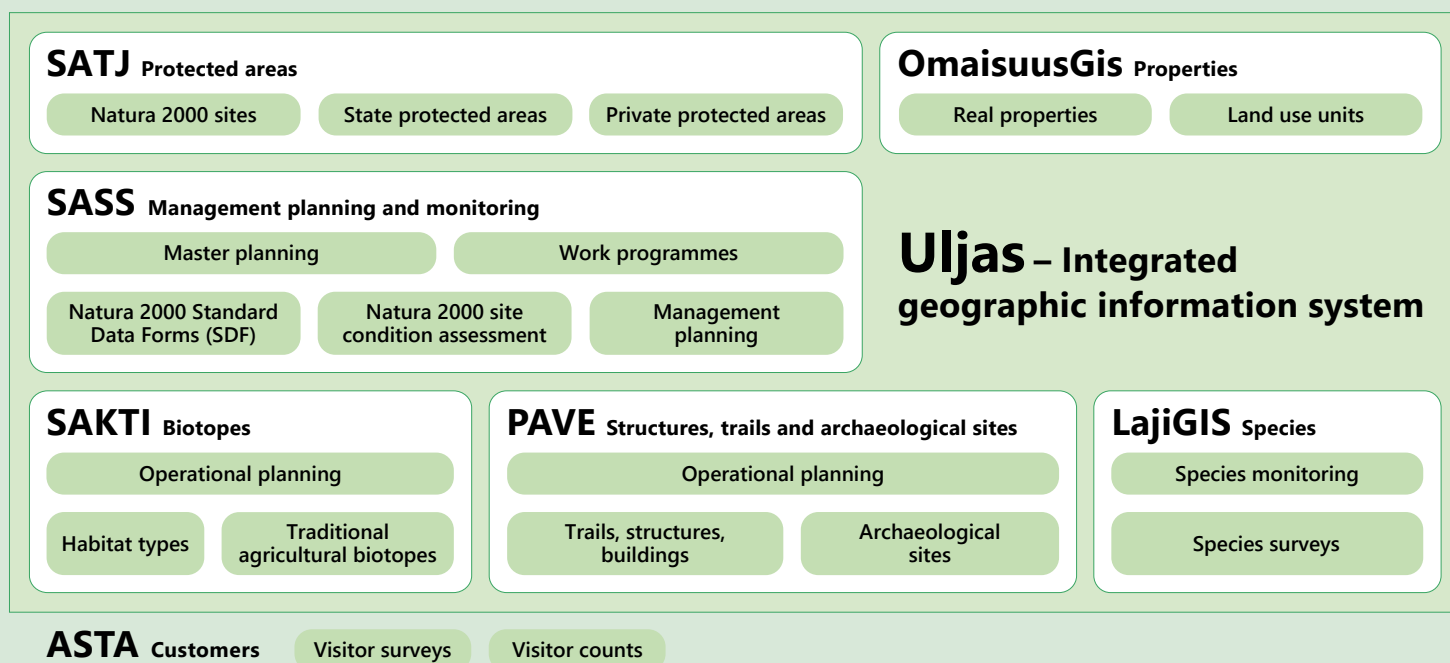 SATJ Protected areas
Natura 2000 sites
State protected areas
Private protected areas
OmaisuusGis Properties
Real properties
Land use units
SASS Management planning and monitoring
Master planning
Work programmes
Natura 2000 Standard
Data Forms (SDF)
Natura 2000 site
condition assessment
Management
planning
Uljas – Integrated
geographic information system
SAKTI Biotopes
Operational planning
Habitat types
Traditional
agricultural biotopes
PAVE Structures, trails and archaeological sites
Operational planning
Trails, structures,
buildings
Archaeological
sites
LajiGIS Species
Species monitoring
Species surveys
ASTA Customers
Visitor surveys
Visitor counts